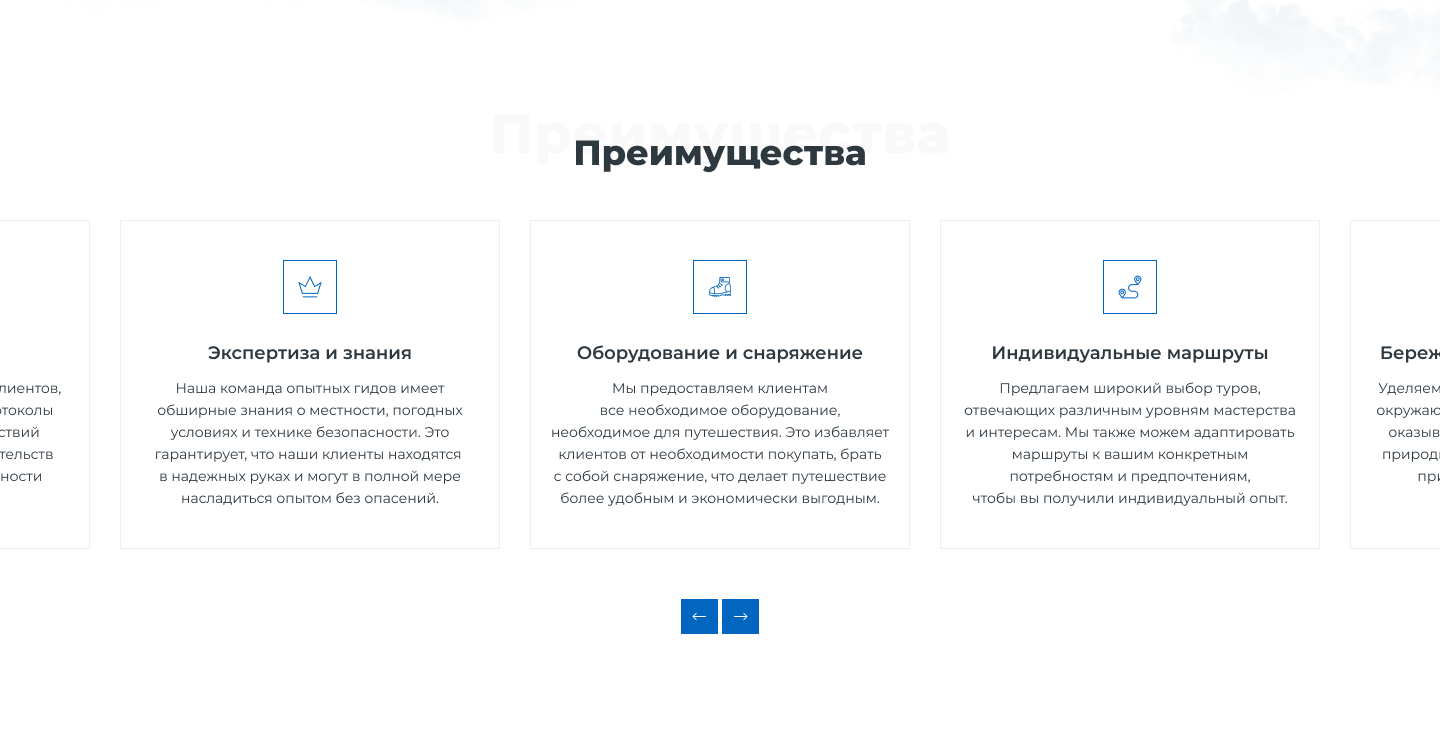 Преимущества
Преимущества
лиентов,
ствий
тельств
ности
Экспертиза и знания
Наша команда опытных гидов имеет
обширные знания о местности, погодных
условиях и технике безопасности. Это
гарантирует, что наши клиенты находятся
в надежных руках и могут в полной мере
насладиться опытом без опасений.
Оборудование и снаряжение
Мы предоставляем клиентам
все необходимое оборудование,
необходимое для путешествия. Это избавляет
клиентов от необходимости покупать, брать
с собой снаряжение, что делает путешествие
более удобным и экономически выгодным.
Индивидуальные маршруты
Предлагаем широкий выбор туров,
отвечающих различным уровням мастерства
и интересам. Мы также можем адаптировать
маршруты к вашим конкретным
потребностям и предпочтениям,
чтобы вы получили индивидуальный опыт.
Береж
Уделяем
окружаю
оказыв
природ
при